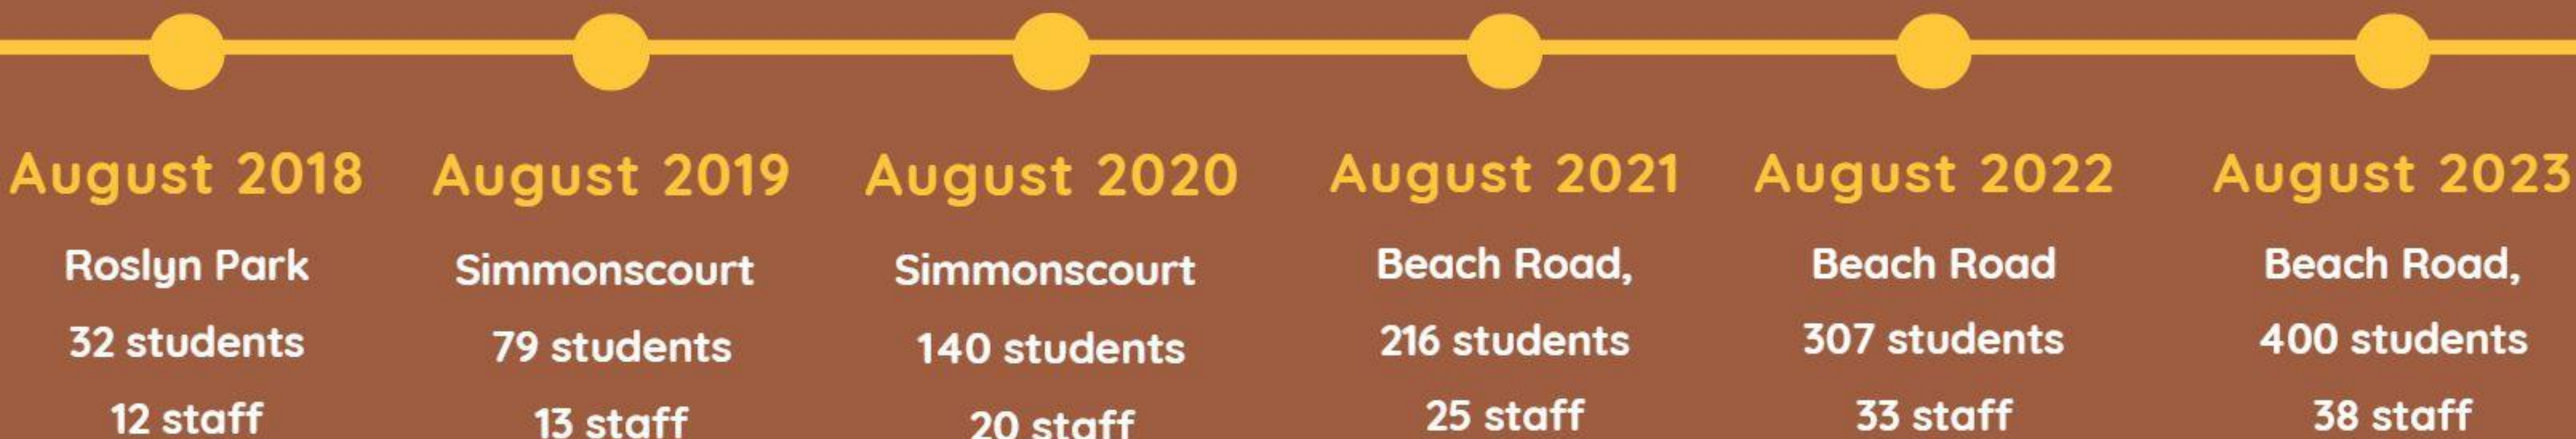 August 2018
Roslyn Park
32 students
12 staff
August 2019
Simmonscourt
79 students
13 staff
August 2020
Simmonscourt
140 students
20 staff
August 2021
Beach Road,
216 students
25 staff
August 2022
Beach Road
307 students
33 staff
August 2023
Beach Road,
400 students
38 staff